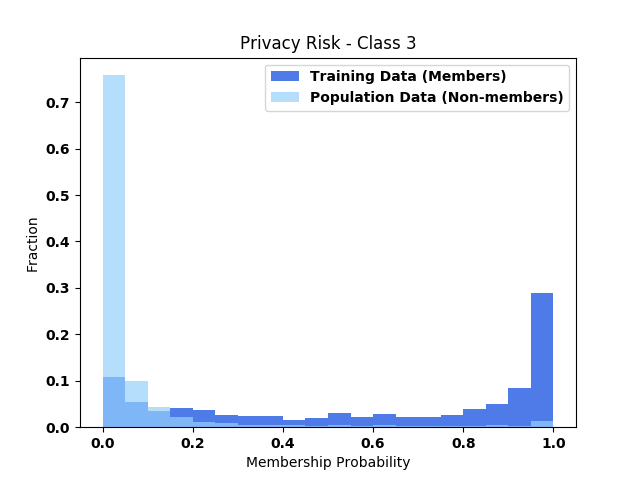 Privacy Risk - Class 3
Training Data (Members)
Population Data (Non-members)
Fraction
0.7
0.6
0.5
0.4
0.3
0.2
0.1
0.0
0.0 0.2 0.4 0.6 0.8 1.0
Membership Probability